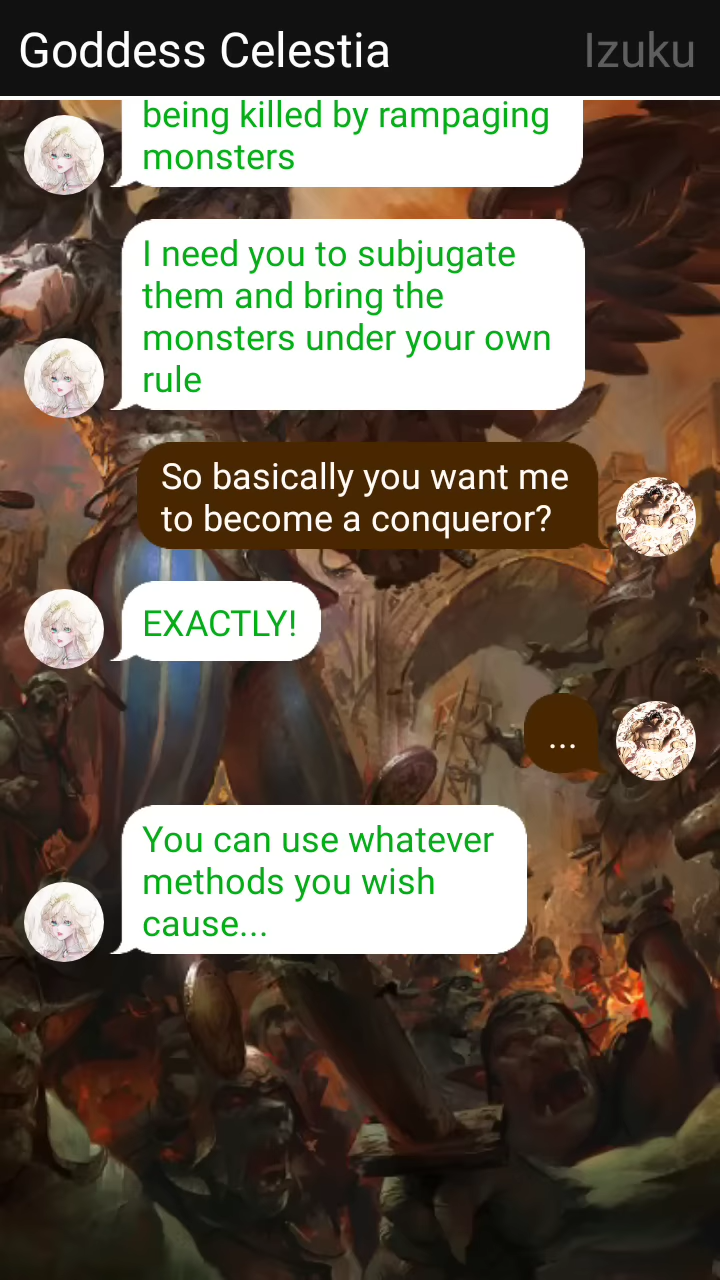 Goddess Celestia
Izuku
being killed by rampaging
monsters
I need you to subjugate
them and bring the
monsters under your own
rule
So basically you want me
to become a conqueror?
EXACTLY!
...
You can use whatever
methods you wish
cause...